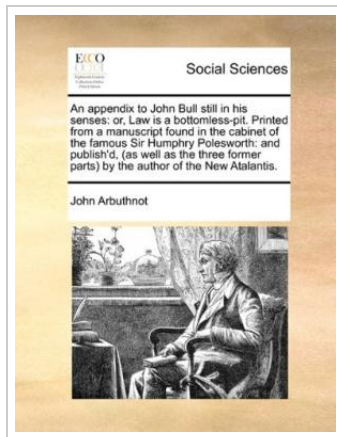 ECCO
Social Sciences
An appendix to John Bull still in his
senses: or, Law is a bottomless-pit. Printed
from a manuscript found in the cabinet of
the famous Sir Humphry Polesworth: and
publish'd, (as well as the three former
parts) by the author of the New Atalantis.
John Arbuthnot